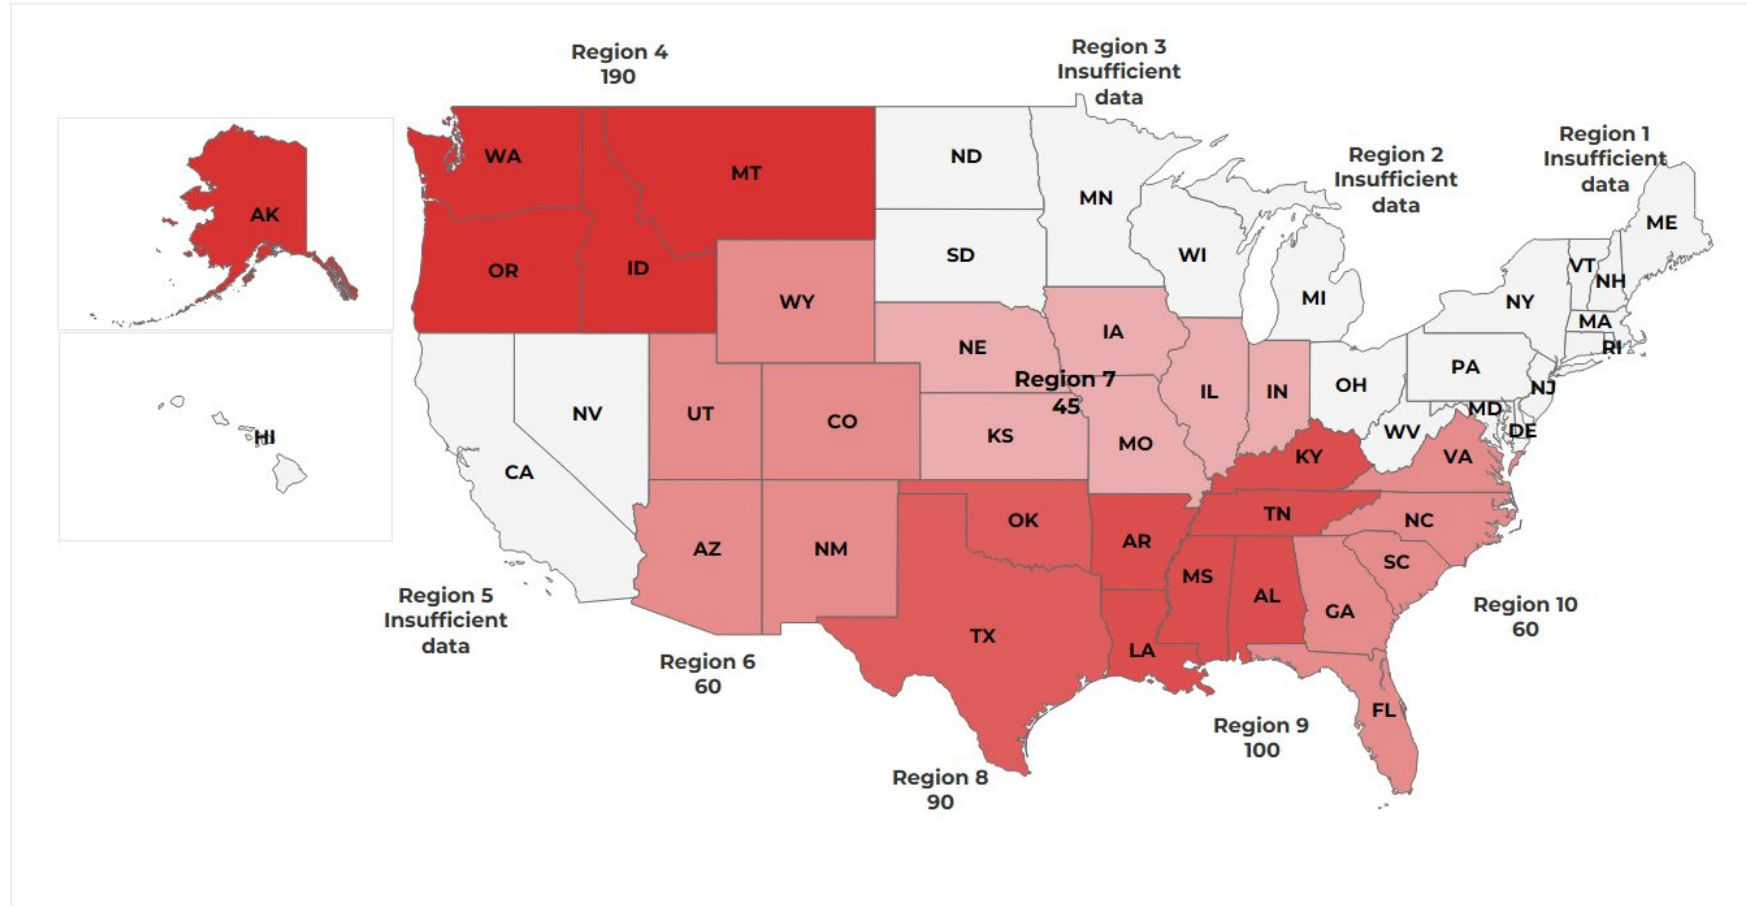 Region 4
190
Region 3
Insufficient
data
Region 2
Insufficient
data
Region 1
Insufficient
data
WA
MT
ND
MN
AK
OR
ID
SD
WI
MI
ME
VT
NH
NY
MA
RI
WY
NE
IA
PA
NJ
OH
MD
DE
Region 7
45
IL
IN
NV
UT
CO
KS
MO
WV
VA
HI
CA
KY
AZ
NM
OK
AR
TN
NC
MS
AL
SC
GA
TX
LA
FL
Region 5
Insufficient
data
Region 6
60
Region 10
60
Region 9
100
Region 8
90